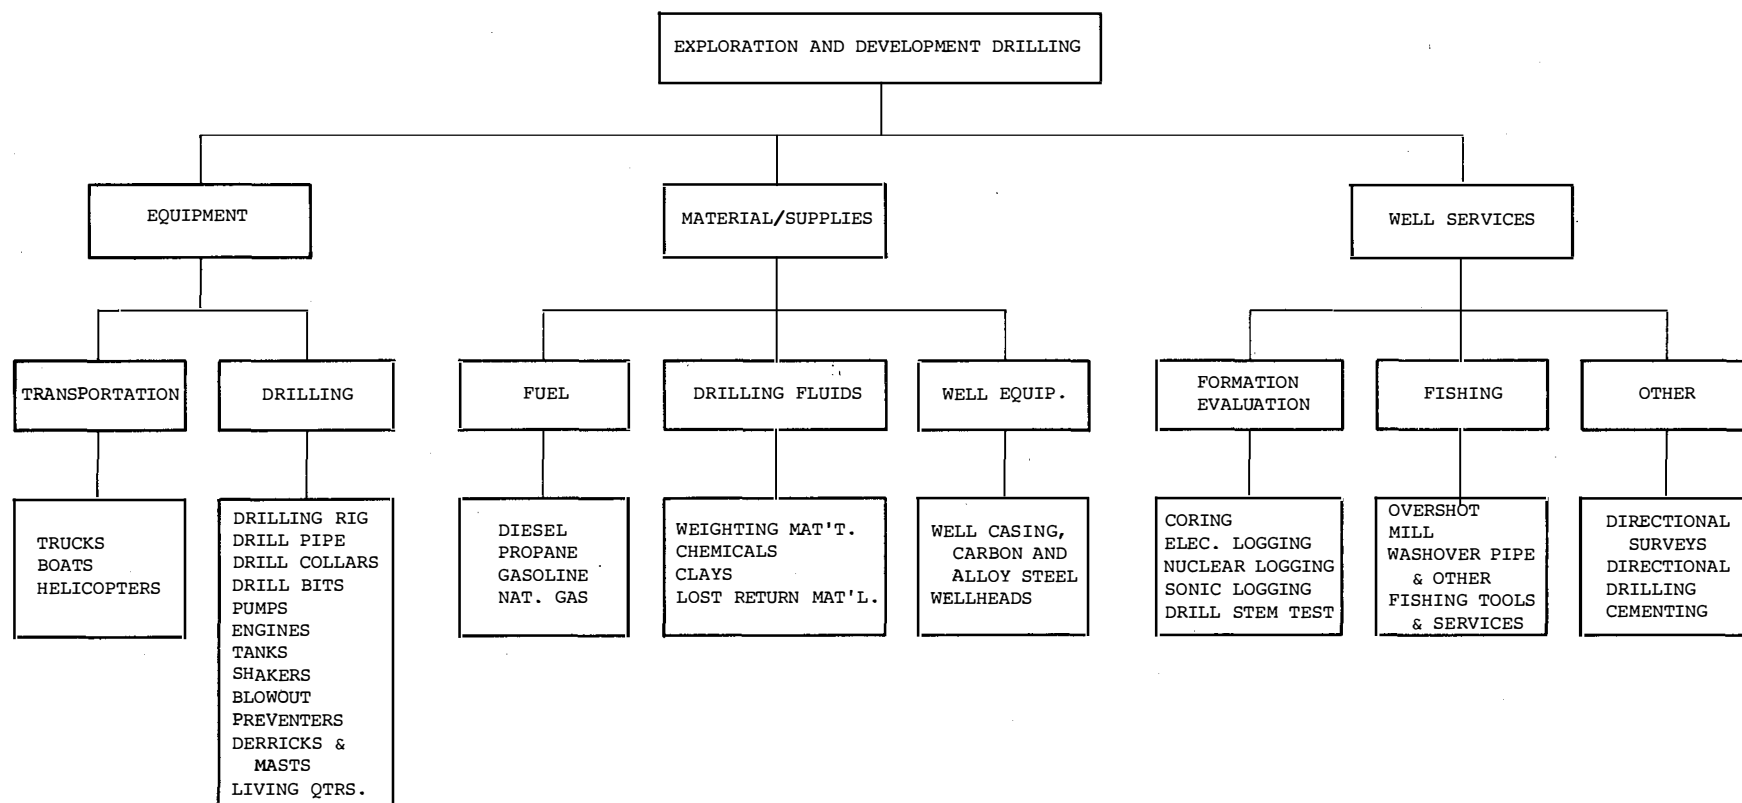 EXPLORATION AND DEVELOPMENT DRILLING
EQUIPMENT
MATERIAL/SUPPLIES
WELL SERVICES
TRANSPORTATION
DRILLING
FUEL
DRILLING FLUIDS
WELL EQUIP.
FORMATION
EVALUATION
FISHING
OTHER
TRUCKS
BOATS
HELICOPTERS
DRILLING RIG
DRILL PIPE
DRILL COLLARS
DRILL BITS
PUMPS
ENGINES
TANKS
SHAKERS
BLOWOUT
PREVENTERS
DERRICKS &
MASTS
LIVING QTRS.
DIESEL
PROPANE
GASOLINE
NAT. GAS
WEIGHTING MAT'T.
CHEMICALS
CLAYS
LOST RETURN MAT'L.
WELL CASING,
CARBON AND
ALLOY STEEL
WELLHEADS
CORING
ELEC. LOGGING
NUCLEAR LOGGING
SONIC LOGGING
DRILL STEM TEST
OVERSHOT
MILL
WASHOVER PIPE
& OTHER
FISHING TOOLS
& SERVICES
DIRECTIONAL
SURVEYS
DIRECTIONAL
DRILLING
CEMENTING